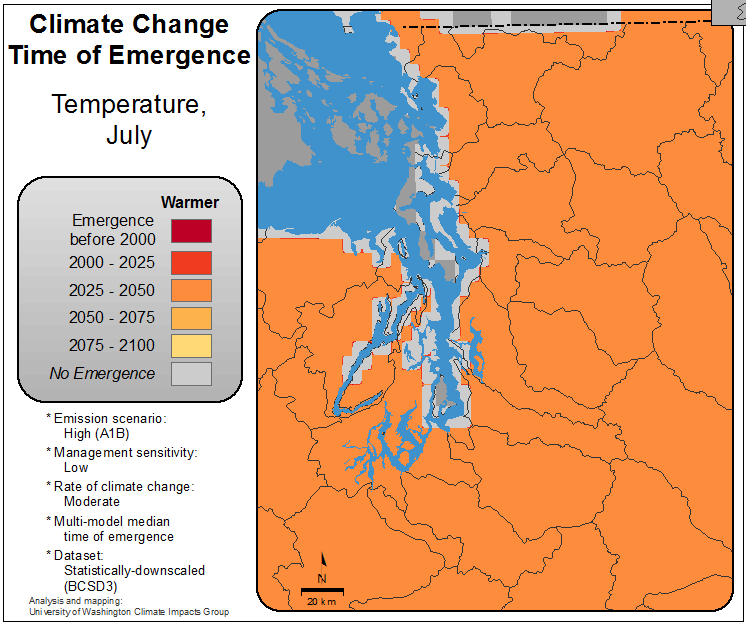 Climate Change
Time of Emergence
Temperature,
July
Warmer
Emergence
before 2000
2000 - 2025
2025 - 2050
2050 - 2075
2075 - 2100
No Emergence
* Emission scenario:
High (A1B)
* Management sensitivity:
Low
* Rate of climate change:
Moderate
* Multi-model median
time of emergence
* Dataset:
Statistically-downscaled
(BCSD3)
Analysis and mapping:
University of Washington Climate Impacts Group
N
20 km